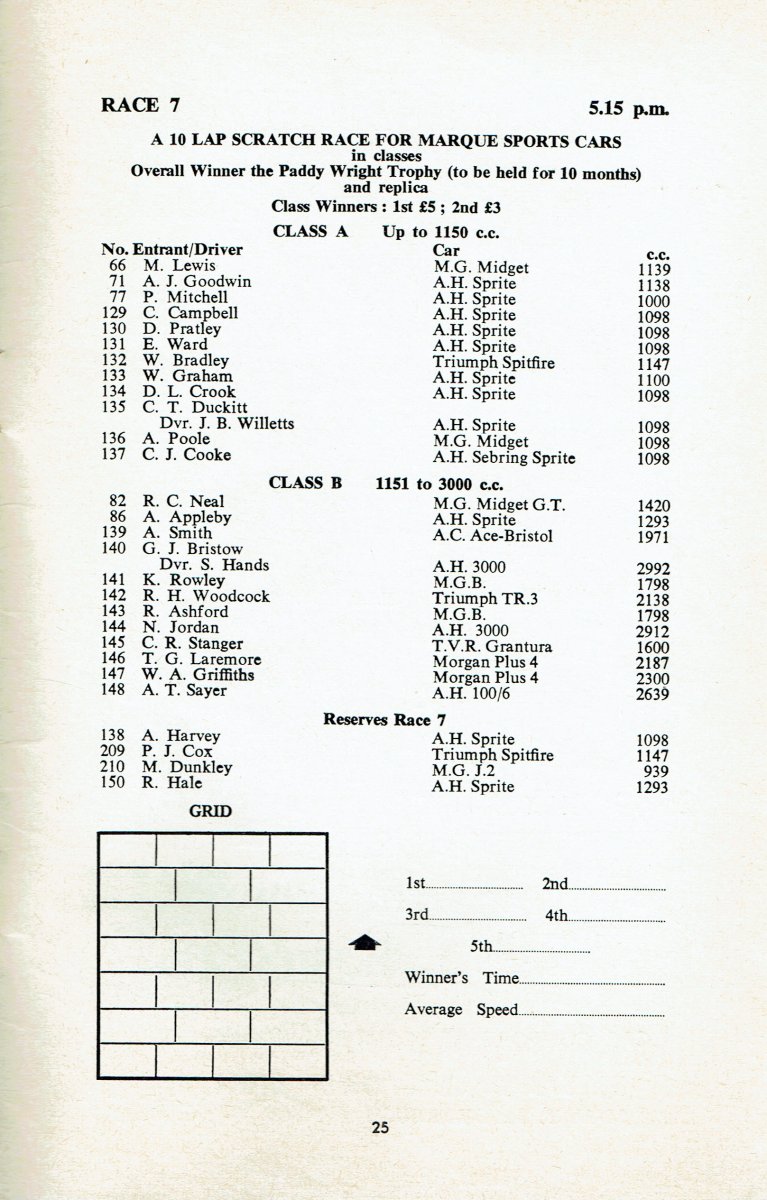 RACE 7 5.15 p.m.
A 10 LAP SCRATCH RACE FOR MARQUE SPORTS CARS
in classes
Overall Winner the Paddy Wright Trophy (to be held for 10 months)
and replica
Class Winners : 1st £5 ; 2nd £3
CLASS A Up to 1150 c.c.
No. Entrant/Driver Car c.c.
66 M. Lewis M.G. Midget 1139
71 A. J. Goodwin A.H. Sprite 1138
77 P. Mitchell A.H. Sprite 1000
129 C. Campbell A.H. Sprite 1098
130 D. Pratley A.H. Sprite 1098
131 E. Ward A.H. Sprite 1098
132 W. Bradley Triumph Spitfire 1147
133 W. Graham A.H. Sprite 1100
134 D. L. Crook A.H. Sprite 1098
135 C. T. Duckitt
Dvr. J. B. Willetts A.H. Sprite 1098
136 A. Poole M.G. Midget 1098
137 C. J. Cooke A.H. Sebring Sprite 1098
CLASS B 1151 to 3000 c.c.
82 R. C. Neal M.G. Midget G.T. 1420
86 A. Appleby A.H. Sprite 1293
139 A. Smith A.C. Ace-Bristol 1971
140 G. J. Bristow
Dvr. S. Hands A.H. 3000 2992
141 K. Rowley M.G.B. 1798
142 R. H. Woodcock Triumph TR.3 2138
143 R. Ashford M.G.B. 1798
144 N. Jordan A.H. 3000 2912
145 C. R. Stanger T.V.R. Grantura 1600
146 T. G. Laremore Morgan Plus 4 2187
147 W. A. Griffiths Morgan Plus 4 2300
148 A. T. Sayer A.H. 100/6 2639
Reserves Race 7
138 A. Harvey A.H. Sprite 1098
209 P. J. Cox Triumph Spitfire 1147
210 M. Dunkley M.G. J.2 939
150 R. Hale A.H. Sprite 1293
GRID
1st 2nd
3rd 4th
5th
Winner's Time
Average Speed
25